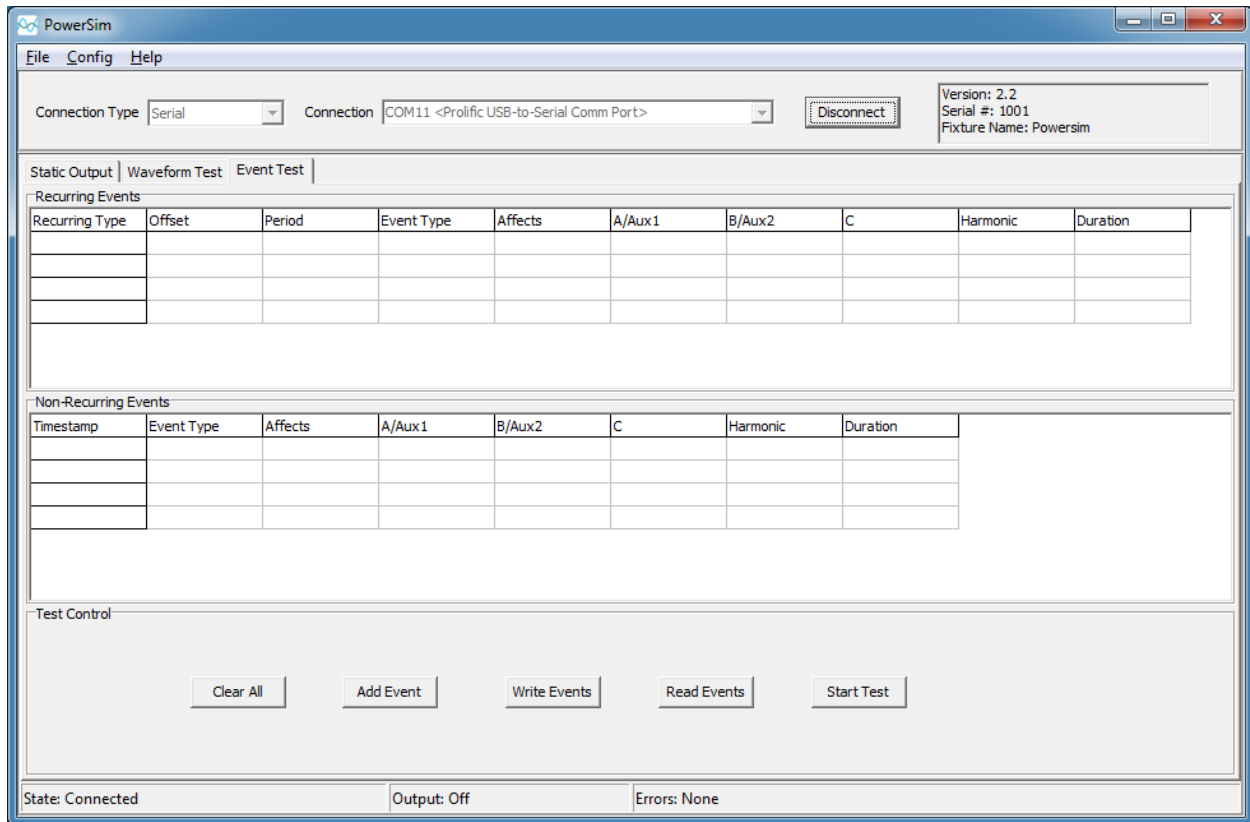 PowerSim
File Config Help
Connection Type Serial Connection COM11 <Prolific USB-to-Serial Comm Port> Disconnect
Version: 2.2
Serial #: 1001
Fixture Name: Powersim
Static Output Waveform Test Event Test
Recurring Events
Recurring Type Offset Period Event Type Affects A/Aux1 B/Aux2 C Harmonic Duration
Non-Recurring Events
Timestamp Event Type Affects A/Aux1 B/Aux2 C Harmonic Duration
Test Control
Clear All Add Event Write Events Read Events Start Test
State: Connected Output: Off Errors: None